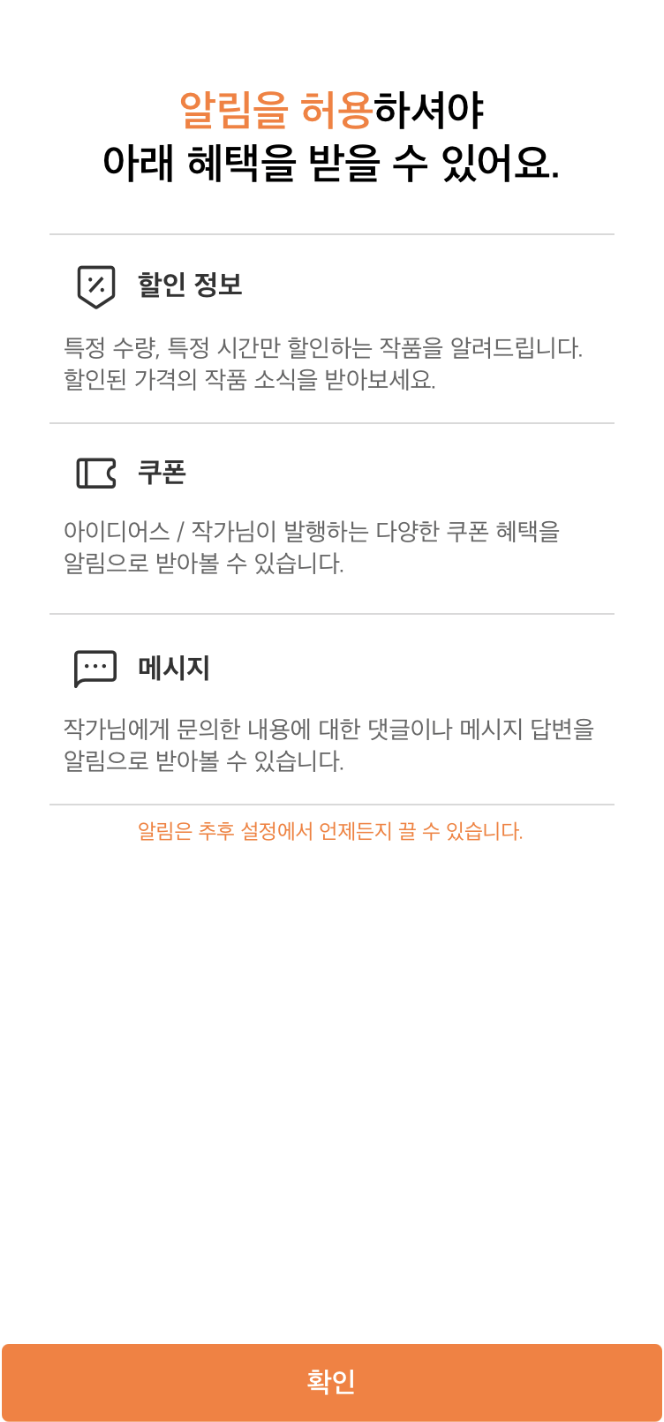 알림을 허용하셔야
아래 혜택을 받을 수 있어요.
할인 정보
특정 수량, 특정 시간만 할인하는 작품을 알려드립니다.
할인된 가격의 작품 소식을 받아보세요.
쿠폰
아이디어스 / 작가님이 발행하는 다양한 쿠폰 혜택을
알림으로 받아볼 수 있습니다.
메시지
작가님에게 문의한 내용에 대한 댓글이나 메시지 답변을
알림으로 받아볼 수 있습니다.
알림은 추후 설정에서 언제든지 끌 수 있습니다.
확인